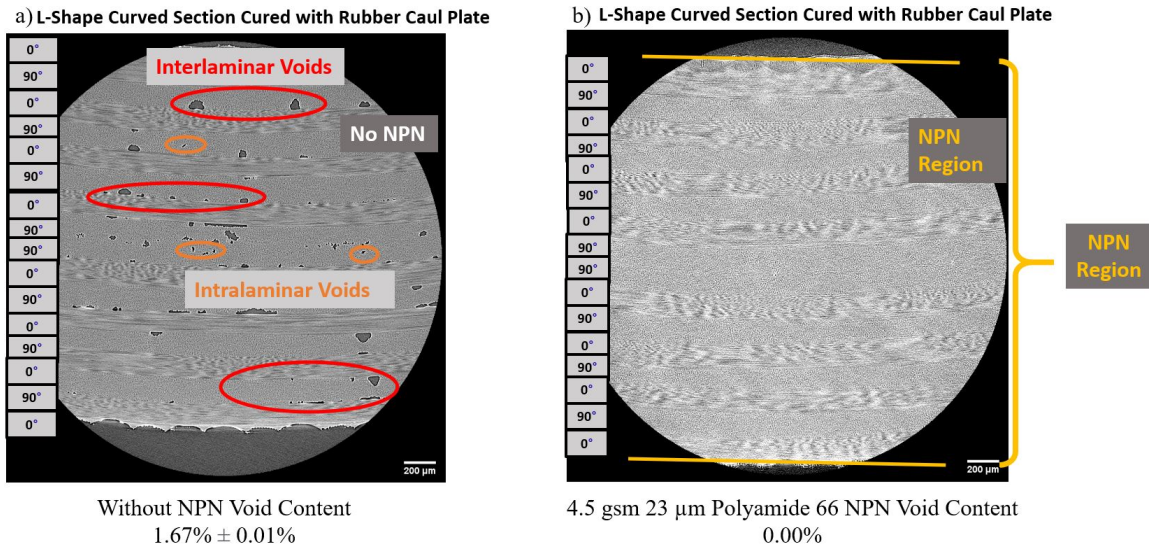 a) L-Shape Curved Section Cured with Rubber Caul Plate
0°
90°
0°
90°
0°
90°
0°
90°
90°
0°
90°
0°
90°
0°
90°
0°
Interlaminar Voids
No NPN
Intralaminar Voids
200 µm
Without NPN Void Content
1.67% ± 0.01%
b) L-Shape Curved Section Cured with Rubber Caul Plate
0°
90°
0°
90°
0°
90°
0°
90°
90°
0°
90°
0°
90°
0°
90°
0°
NPN
Region
NPN
Region
200 µm
4.5 gsm 23 µm Polyamide 66 NPN Void Content
0.00%